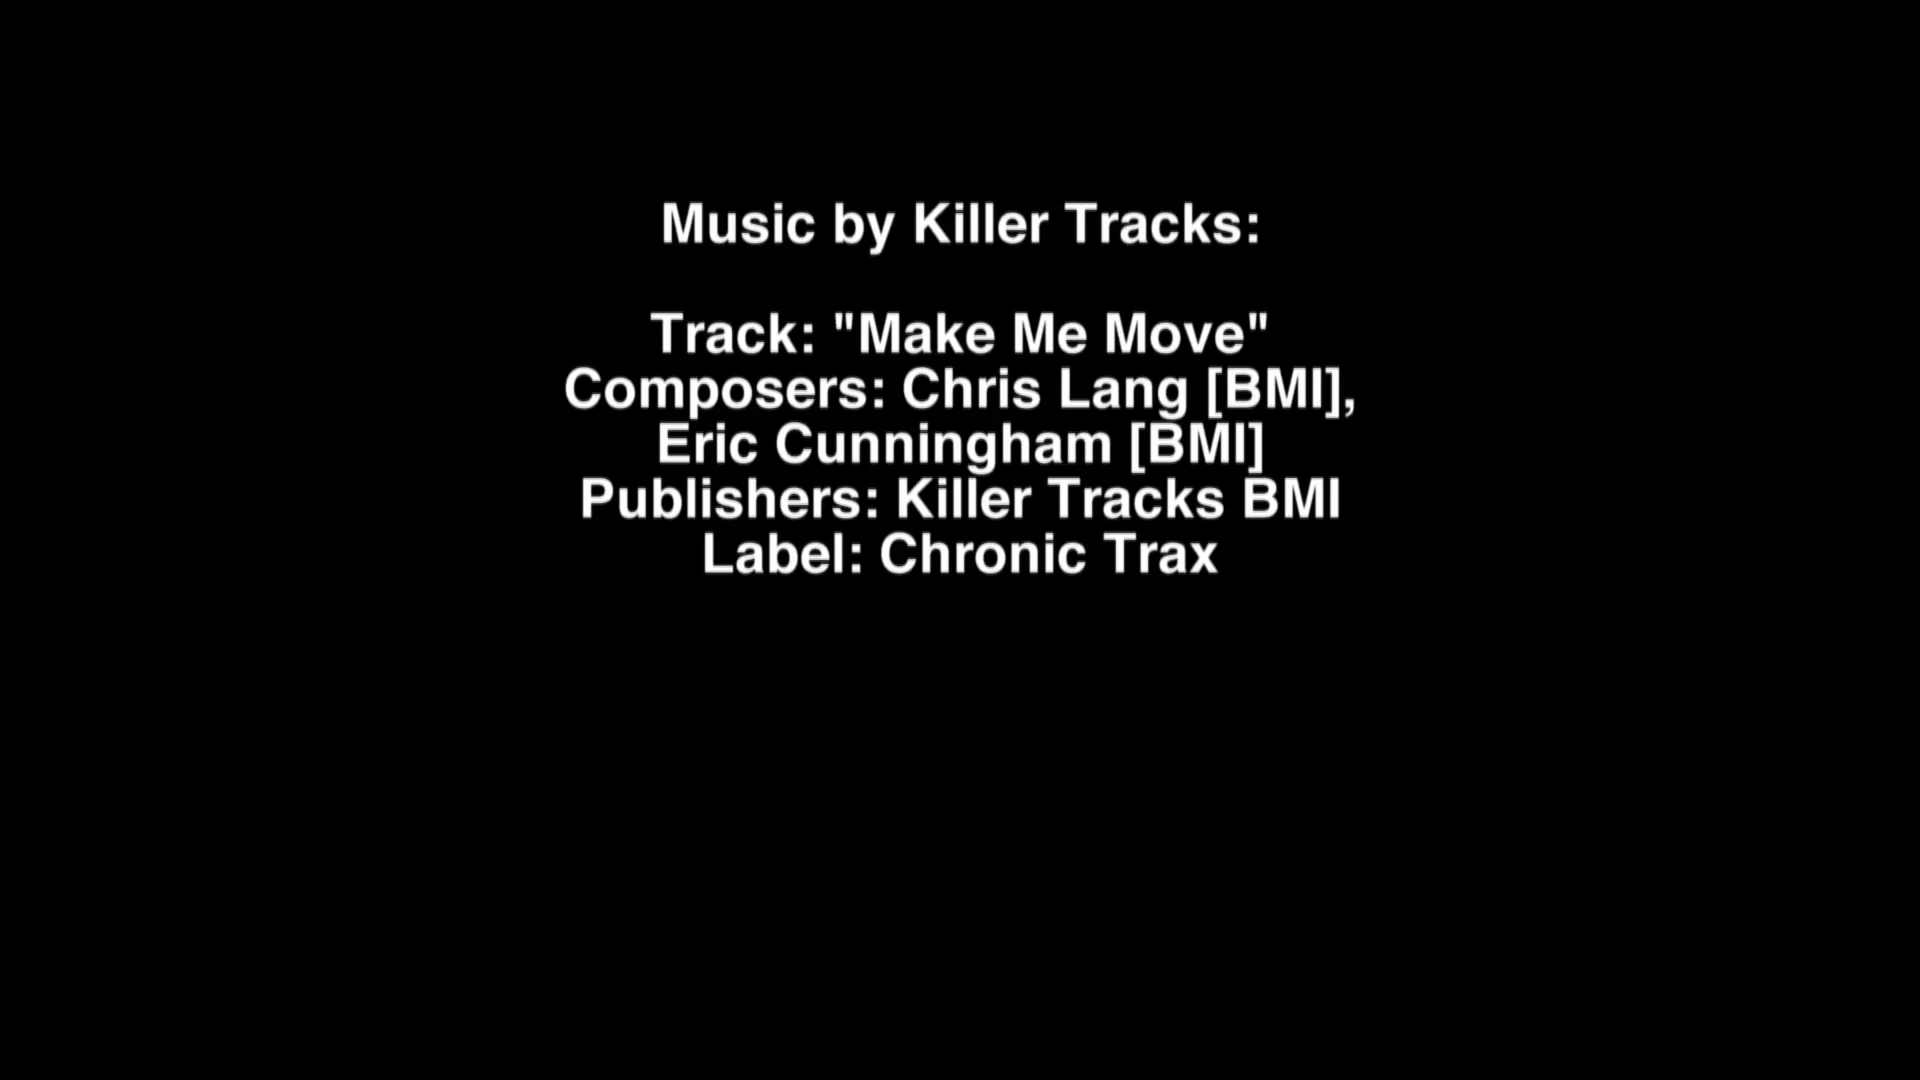 Music by Killer Tracks:
Track: "Make Me Move"
Composers: Chris Lang [BMI],
Eric Cunningham [BMI]
Publishers: Killer Tracks BMI
Label: Chronic Trax